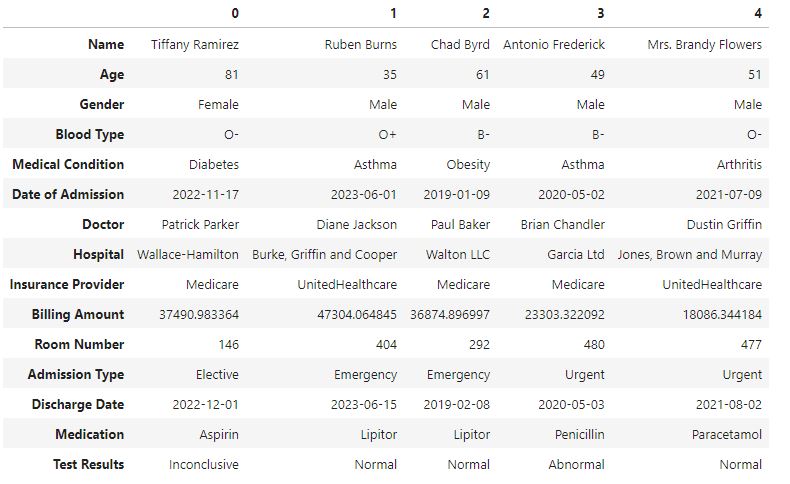 0 1 2 3 4
Name Tiffany Ramirez Ruben Burns Chad Byrd Antonio Frederick Mrs. Brandy Flowers
Age 81 35 61 49 51
Gender Female Male Male Male Male
Blood Type O- O+ B- B- O-
Medical Condition Diabetes Asthma Obesity Asthma Arthritis
Date of Admission 2022-11-17 2023-06-01 2019-01-09 2020-05-02 2021-07-09
Doctor Patrick Parker Diane Jackson Paul Baker Brian Chandler Dustin Griffin
Hospital Wallace-Hamilton Burke, Griffin and Cooper Walton LLC Garcia Ltd Jones, Brown and Murray
Insurance Provider Medicare UnitedHealthcare Medicare Medicare UnitedHealthcare
Billing Amount 37490.983364 47304.064845 36874.896997 23303.322092 18086.344184
Room Number 146 404 292 480 477
Admission Type Elective Emergency Emergency Urgent Urgent
Discharge Date 2022-12-01 2023-06-15 2019-02-08 2020-05-03 2021-08-02
Medication Aspirin Lipitor Lipitor Penicillin Paracetamol
Test Results Inconclusive Normal Normal Abnormal Normal